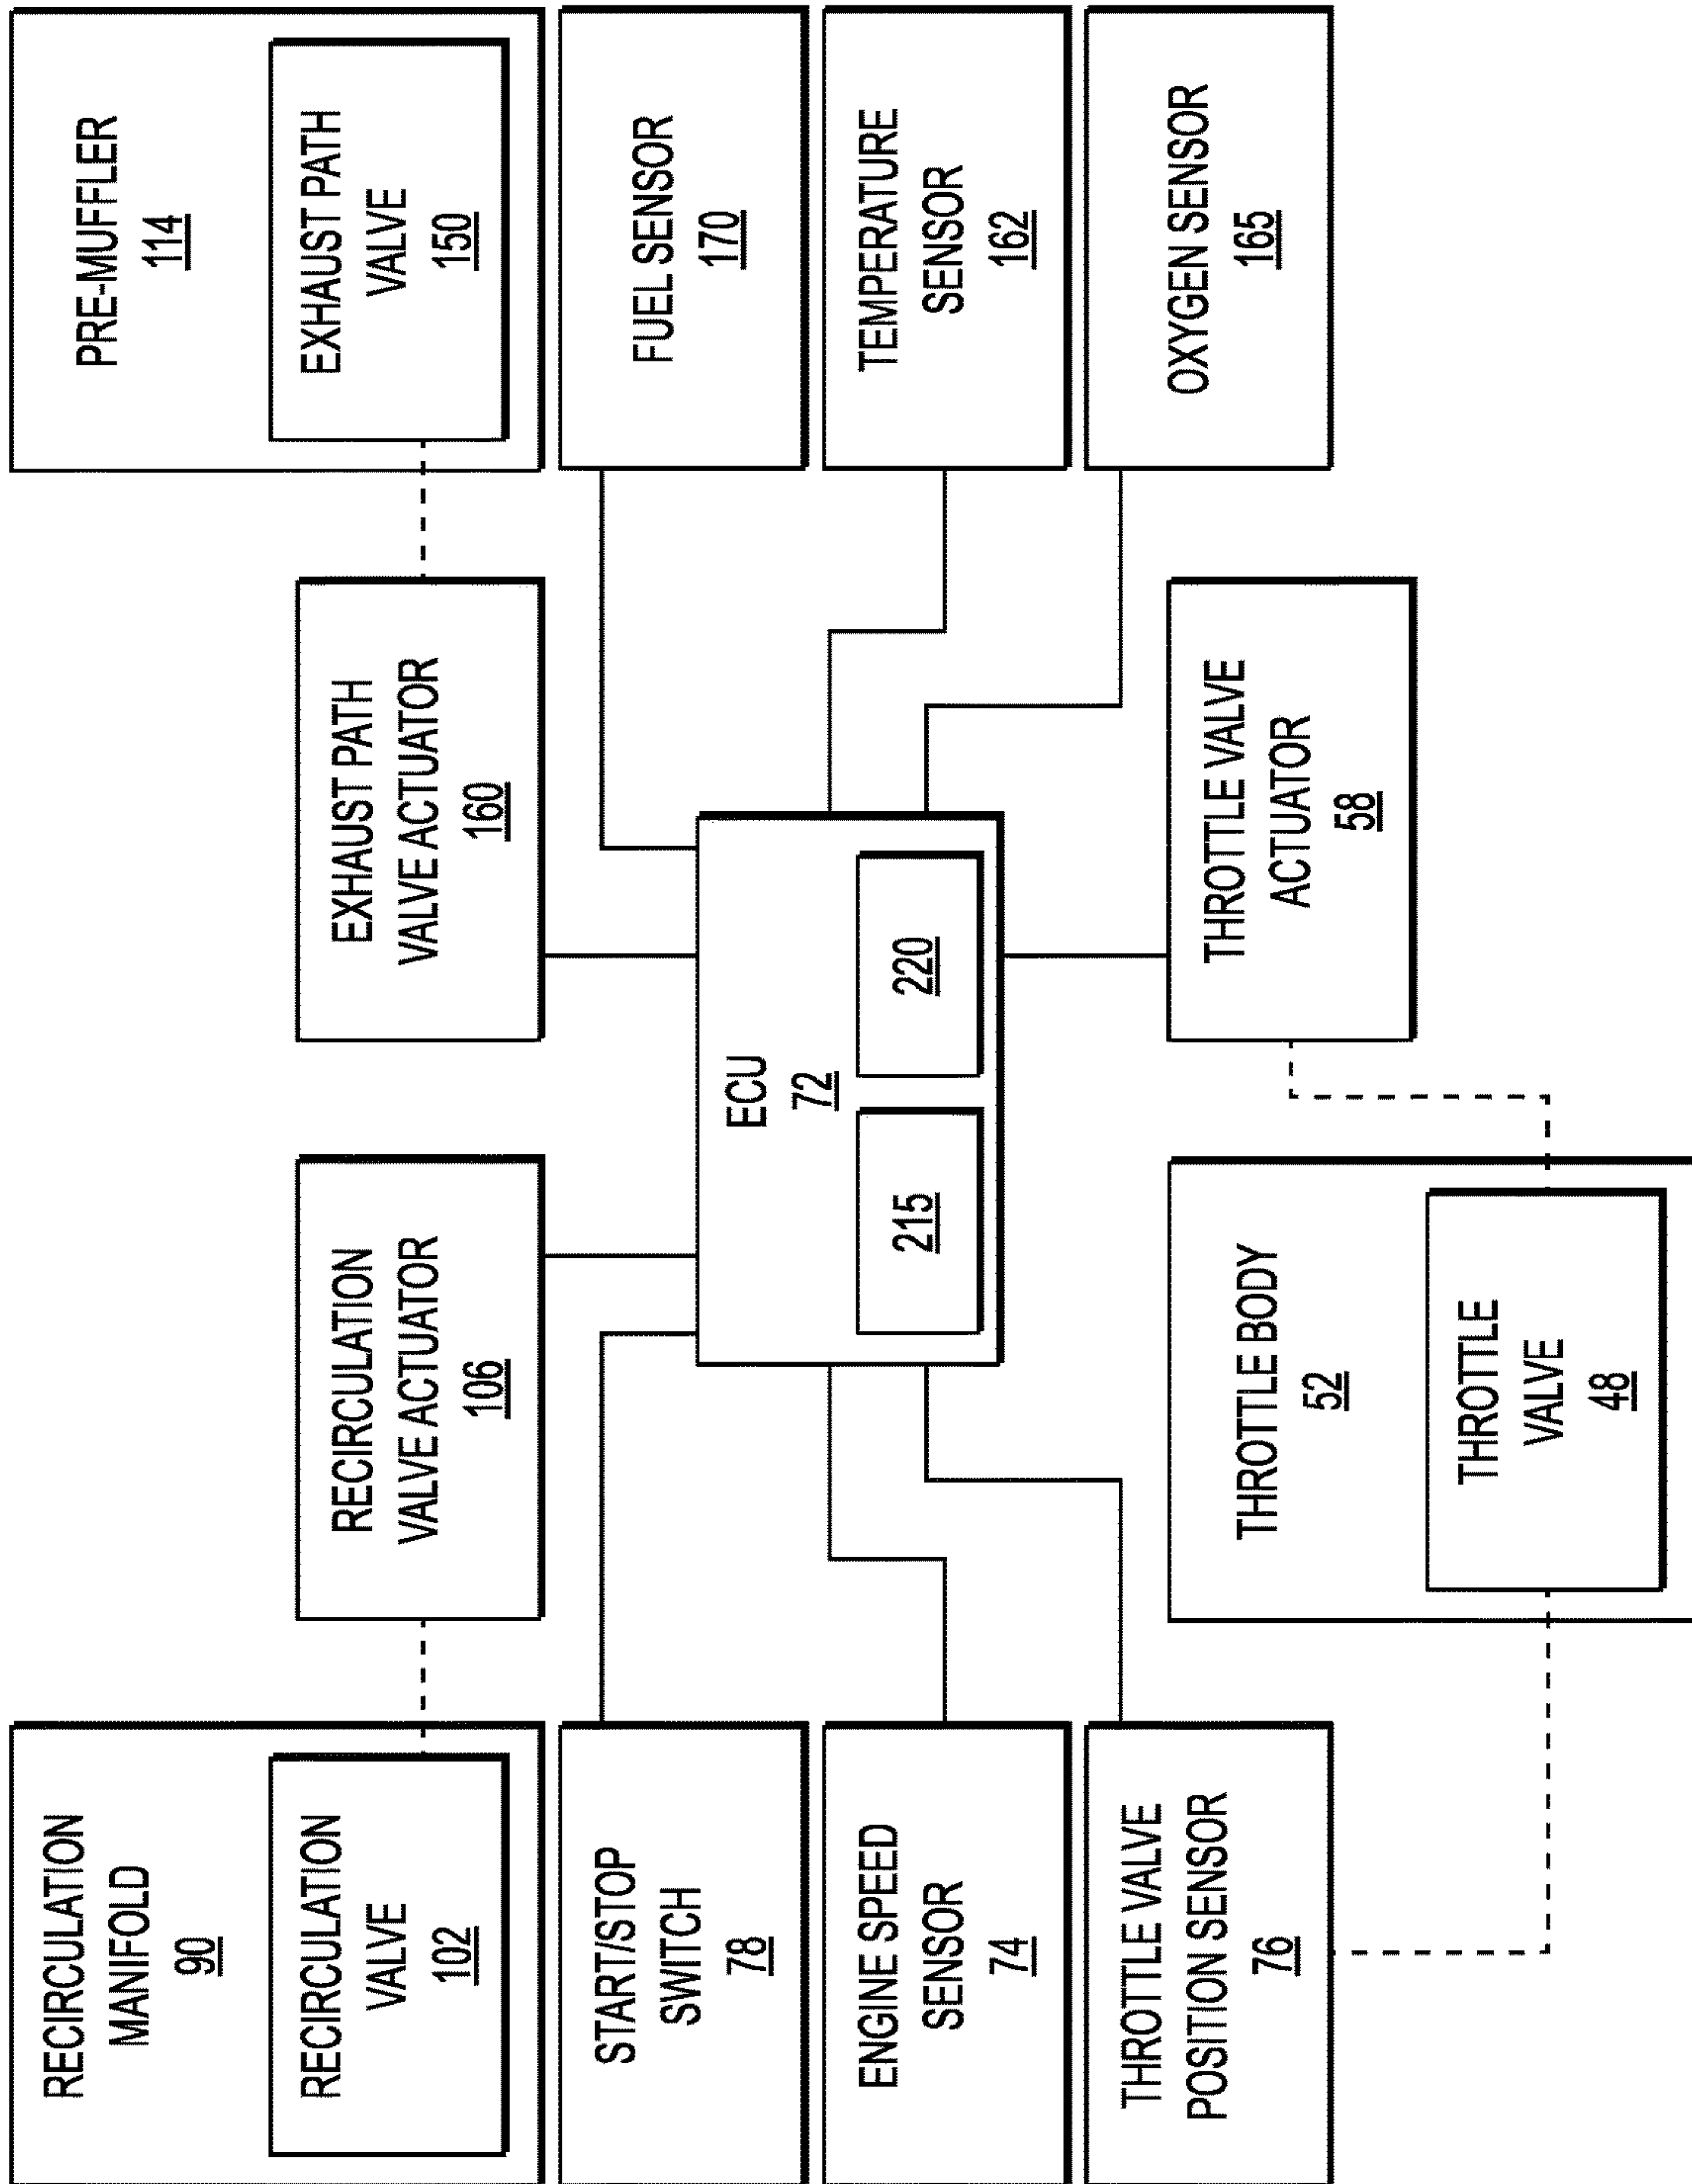 RECIRCULATION
MANIFOLD
90
RECIRCULATION
VALVE
102
RECIRCULATION
VALVE ACTUATOR
106
EXHAUST PATH
VALVE ACTUATOR
160
PRE-MUFFLER
114
EXHAUST PATH
VALVE
150
START/STOP
SWITCH
78
FUEL SENSOR
170
ENGINE SPEED
SENSOR
74
ECU
72
215
220
TEMPERATURE
SENSOR
162
THROTTLE VALVE
POSITION SENSOR
76
OXYGEN SENSOR
165
THROTTLE BODY
52
THROTTLE
VALVE
48
THROTTLE VALVE
ACTUATOR
58